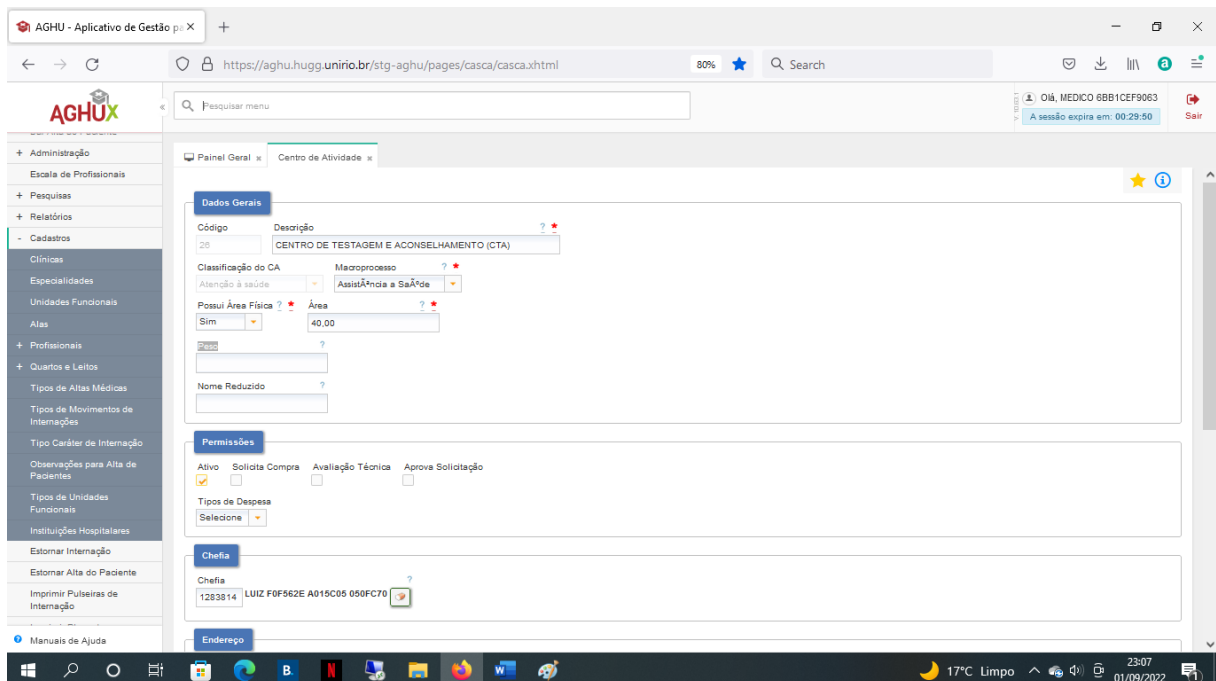 AGHU - Aplicativo de Gestão pa
https://aghu.hugg.unirio.br/stg-aghu/pages/casca/casca.xhtml
80%
Search
AGHUX
Pesquisar menu
Olá, MEDICO 6BB1CEF9063
A sessão expira em: 00:29:50
Sair
+ Administração
Escala de Profissionais
+ Pesquisas
+ Relatórios
- Cadastros
Clínicas
Especialidades
Unidades Funcionais
Alas
+ Profissionais
+ Quartos e Leitos
Tipos de Altas Médicas
Tipos de Movimentos de
Internações
Tipo Caráter de Internação
Observações para Alta de
Pacientes
Tipos de Unidades
Funcionais
Instituições Hospitalares
Estornar Internação
Estornar Alta do Paciente
Imprimir Pulseiras de
Internação
Manuais de Ajuda
Painel Geral x
Centro de Atividade x
Dados Gerais
Código Descrição ? *
26 CENTRO DE TESTAGEM E ACONSELHAMENTO (CTA)
Classificação do CA Macroprocesso ? *
Atenção à saúde AssistÃªncia a SaÃºde
Possui Área Física ? * Área ? *
Sim 40,00
Peso ?
Nome Reduzido ?
Permissões
Ativo Solicita Compra Avaliação Técnica Aprova Solicitação
Tipos de Despesa
Selecione
Chefia
Chefia ?
1283814 LUIZ F0F562E A015C05 050FC70
Endereço
17°C Limpo
23:07
01/09/2022